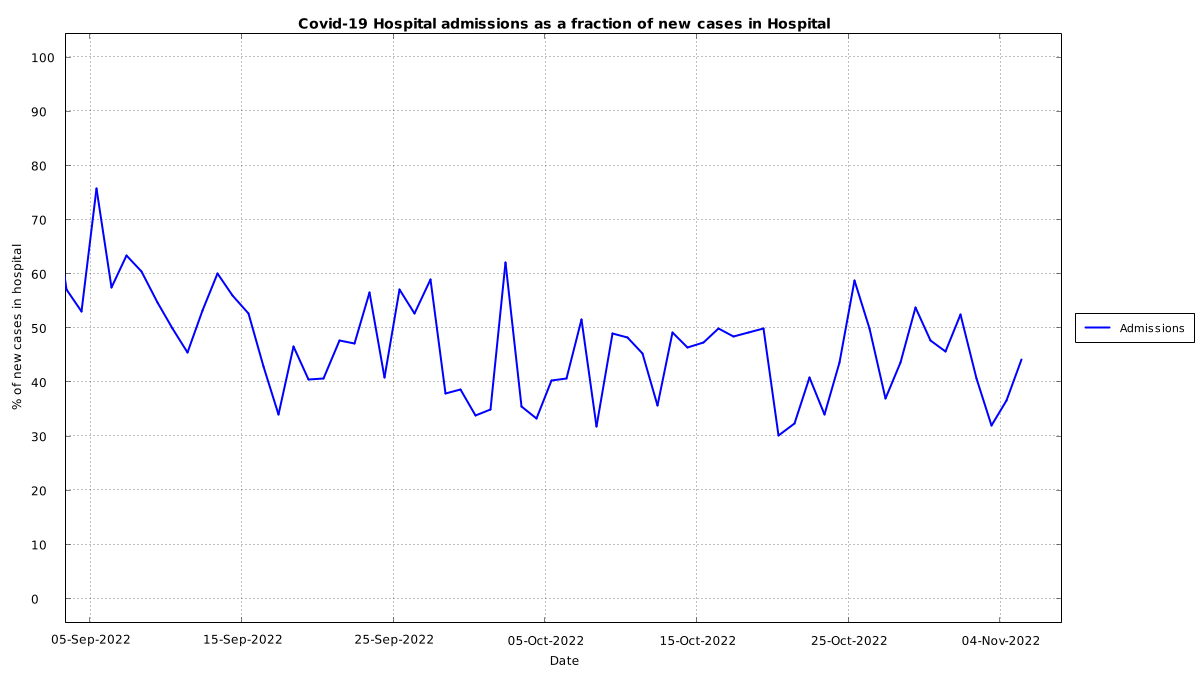 Covid-19 Hospital admissions as a fraction of new cases in Hospital
100
90
80
70
60
50
40
30
20
10
0
% of new cases in hospital
05-Sep-2022
15-Sep-2022
25-Sep-2022
05-Oct-2022
15-Oct-2022
25-Oct-2022
04-Nov-2022
Date
Admissions